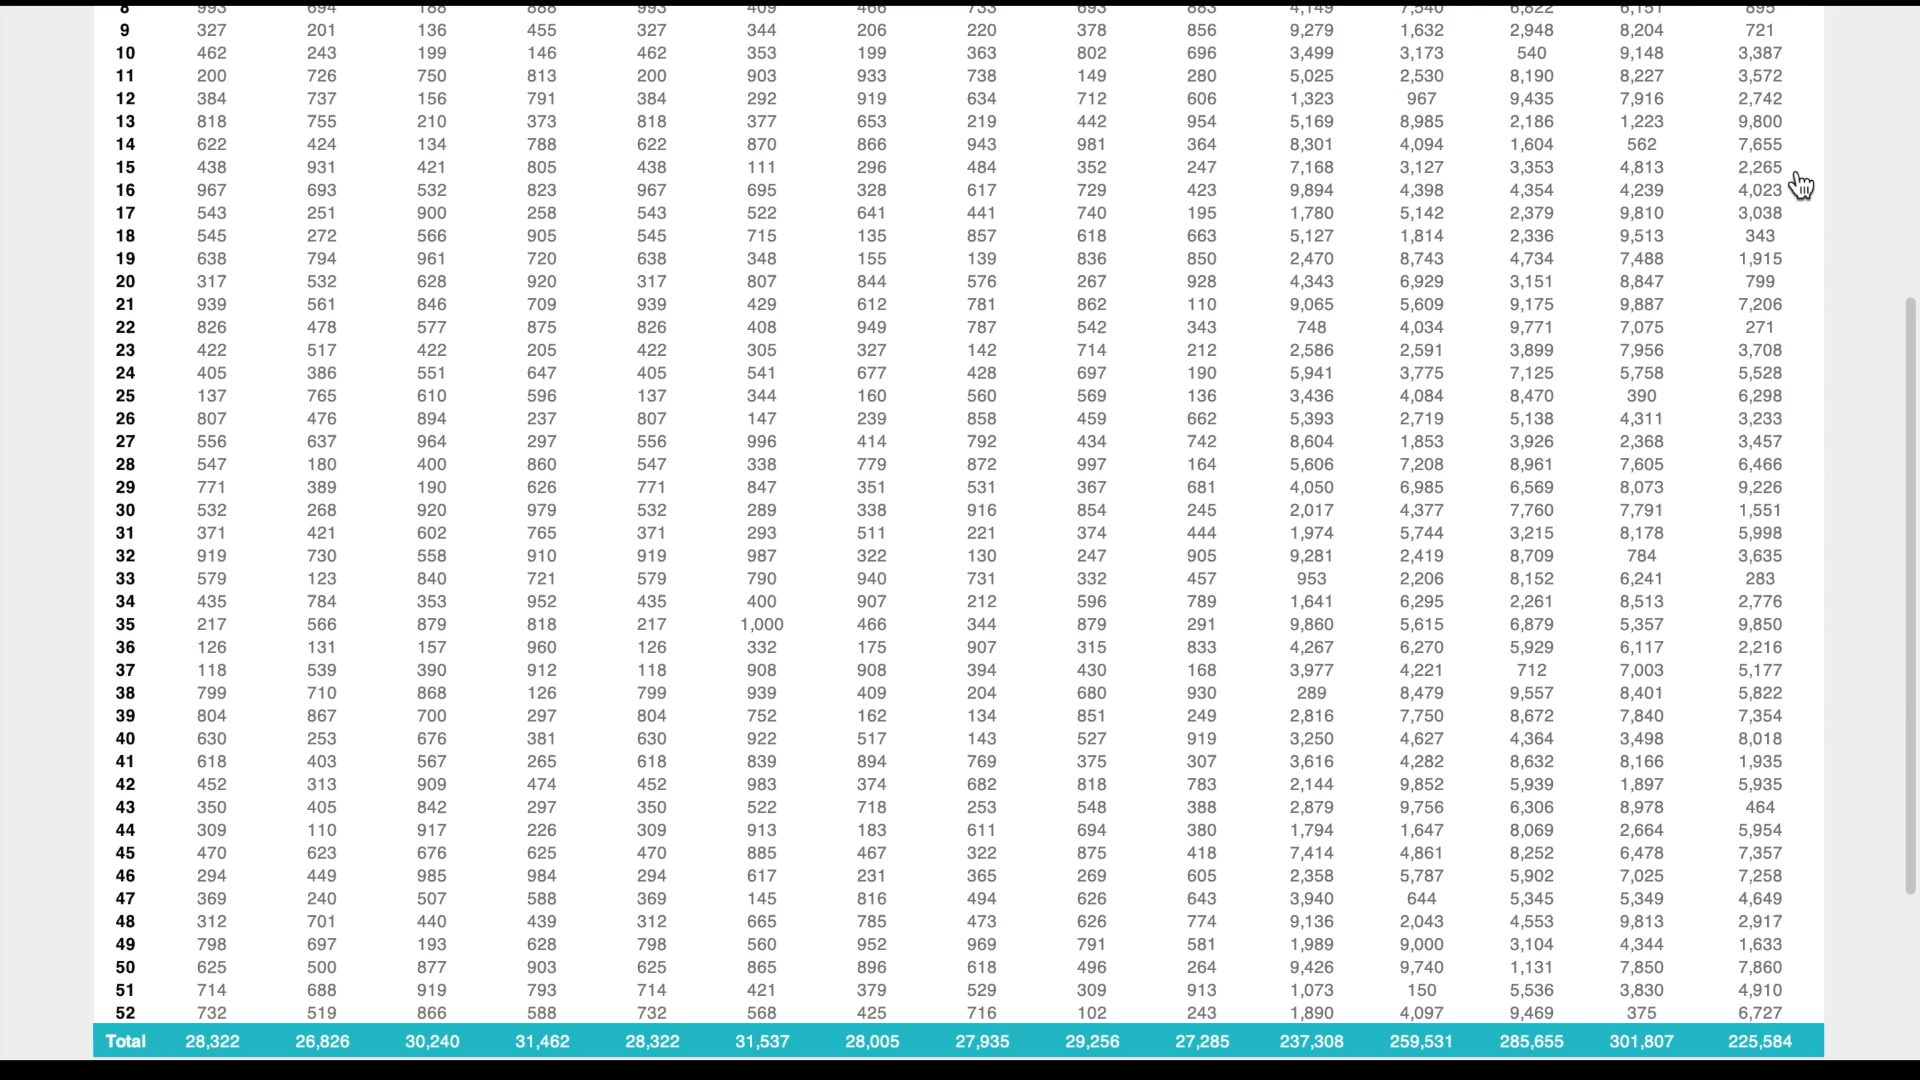 8 993 694 188 888 993 409 466 733 693 883 4,149 7,540 6,822 6,151 895
9 327 201 136 455 327 344 206 220 378 856 9,279 1,632 2,948 8,204 721
10 462 243 199 146 462 353 199 363 802 696 3,499 3,173 540 9,148 3,387
11 200 726 750 813 200 903 933 738 149 280 5,025 2,530 8,190 8,227 3,572
12 384 737 156 791 384 292 919 634 712 606 1,323 967 9,435 7,916 2,742
13 818 755 210 373 818 377 653 219 442 954 5,169 8,985 2,186 1,223 9,800
14 622 424 134 788 622 870 866 943 981 364 8,301 4,094 1,604 562 7,655
15 438 931 421 805 438 111 296 484 352 247 7,168 3,127 3,353 4,813 2,265
16 967 693 532 823 967 695 328 617 729 423 9,894 4,398 4,354 4,239 4,023
17 543 251 900 258 543 522 641 441 740 195 1,780 5,142 2,379 9,810 3,038
18 545 272 566 905 545 715 135 857 618 663 5,127 1,814 2,336 9,513 343
19 638 794 961 720 638 348 155 139 836 850 2,470 8,743 4,734 7,488 1,915
20 317 532 628 920 317 807 844 576 267 928 4,343 6,929 3,151 8,847 799
21 939 561 846 709 939 429 612 781 862 110 9,065 5,609 9,175 9,887 7,206
22 826 478 577 875 826 408 949 787 542 343 748 4,034 9,771 7,075 271
23 422 517 422 205 422 305 327 142 714 212 2,586 2,591 3,899 7,956 3,708
24 405 386 551 647 405 541 677 428 697 190 5,941 3,775 7,125 5,758 5,528
25 137 765 610 596 137 344 160 560 569 136 3,436 4,084 8,470 390 6,298
26 807 476 894 237 807 147 239 858 459 662 5,393 2,719 5,138 4,311 3,233
27 556 637 964 297 556 996 414 792 434 742 8,604 1,853 3,926 2,368 3,457
28 547 180 400 860 547 338 779 872 997 164 5,606 7,208 8,961 7,605 6,466
29 771 389 190 626 771 847 351 531 367 681 4,050 6,985 6,569 8,073 9,226
30 532 268 920 979 532 289 338 916 854 245 2,017 4,377 7,760 7,791 1,551
31 371 421 602 765 371 293 511 221 374 444 1,974 5,744 3,215 8,178 5,998
32 919 730 558 910 919 987 322 130 247 905 9,281 2,419 8,709 784 3,635
33 579 123 840 721 579 790 940 731 332 457 953 2,206 8,152 6,241 283
34 435 784 353 952 435 400 907 212 596 789 1,641 6,295 2,261 8,513 2,776
35 217 566 879 818 217 1,000 466 344 879 291 9,860 5,615 6,879 5,357 9,850
36 126 131 157 960 126 332 175 907 315 833 4,267 6,270 5,929 6,117 2,216
37 118 539 390 912 118 908 908 394 430 168 3,977 4,221 712 7,003 5,177
38 799 710 868 126 799 939 409 204 680 930 289 8,479 9,557 8,401 5,822
39 804 867 700 297 804 752 162 134 851 249 2,816 7,750 8,672 7,840 7,354
40 630 253 676 381 630 922 517 143 527 919 3,250 4,627 4,364 3,498 8,018
41 618 403 567 265 618 839 894 769 375 307 3,616 4,282 8,632 8,166 1,935
42 452 313 909 474 452 983 374 682 818 783 2,144 9,852 5,939 1,897 5,935
43 350 405 842 297 350 522 718 253 548 388 2,879 9,756 6,306 8,978 464
44 309 110 917 226 309 913 183 611 694 380 1,794 1,647 8,069 2,664 5,954
45 470 623 676 625 470 885 467 322 875 418 7,414 4,861 8,252 6,478 7,357
46 294 449 985 984 294 617 231 365 269 605 2,358 5,787 5,902 7,025 7,258
47 369 240 507 588 369 145 816 494 626 643 3,940 644 5,345 5,349 4,649
48 312 701 440 439 312 665 785 473 626 774 9,136 2,043 4,553 9,813 2,917
49 798 697 193 628 798 560 952 969 791 581 1,989 9,000 3,104 4,344 1,633
50 625 500 877 903 625 865 896 618 496 264 9,426 9,740 1,131 7,850 7,860
51 714 688 919 793 714 421 379 529 309 913 1,073 150 5,536 3,830 4,910
52 732 519 866 588 732 568 425 716 102 243 1,890 4,097 9,469 375 6,727
Total 28,322 26,826 30,240 31,462 28,322 31,537 28,005 27,935 29,256 27,285 237,308 259,531 285,655 301,807 225,584